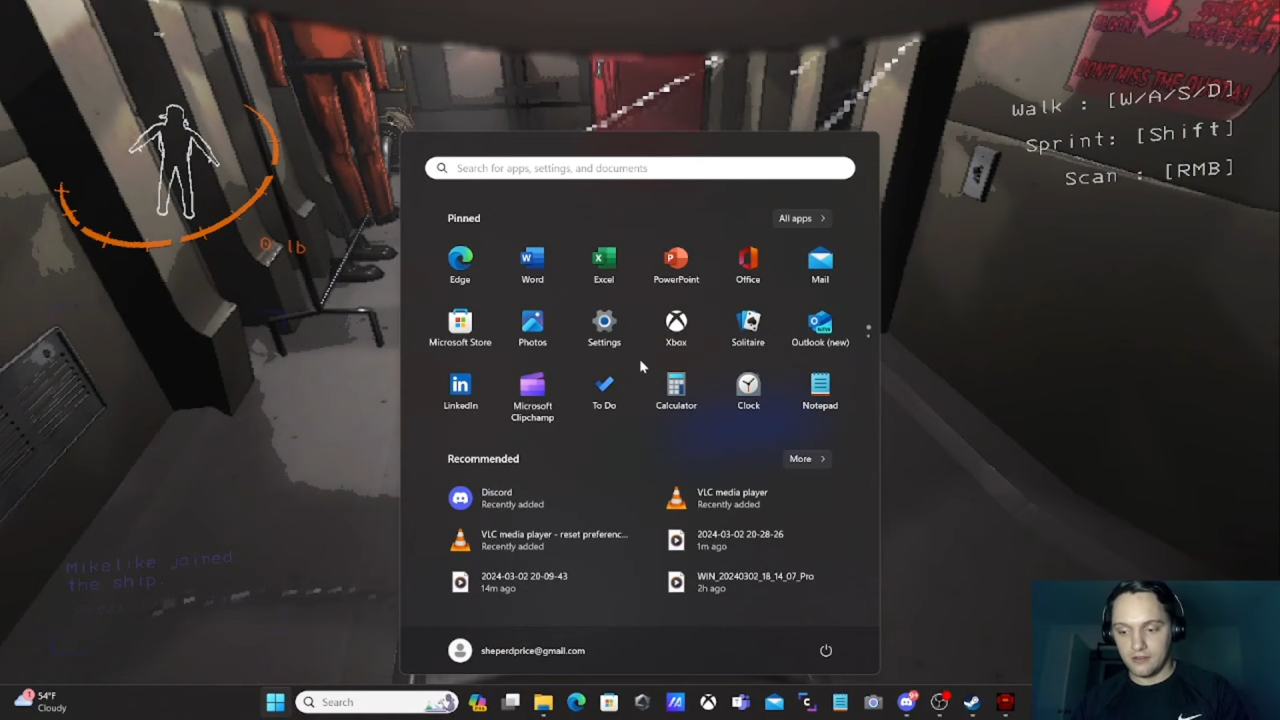 DON'T MISS THE QUOTA!
Walk : [W/A/S/D]
Sprint: [Shift]
Scan : [RMB]
0 lb
Mikelike joined
the ship.
Search for apps, settings, and documents
Pinned
All apps >
Edge
Word
Excel
PowerPoint
Office
Mail
Microsoft Store
Photos
Settings
Xbox
Solitaire
Outlook (new)
LinkedIn
Microsoft
Clipchamp
To Do
Calculator
Clock
Notepad
Recommended
More >
Discord
Recently added
VLC media player
Recently added
VLC media player - reset preferenc...
Recently added
2024-03-02 20-28-26
1m ago
2024-03-02 20-09-43
14m ago
WIN_20240302_18_14_07_Pro
2h ago
sheperdprice@gmail.com
54°F
Cloudy
Search